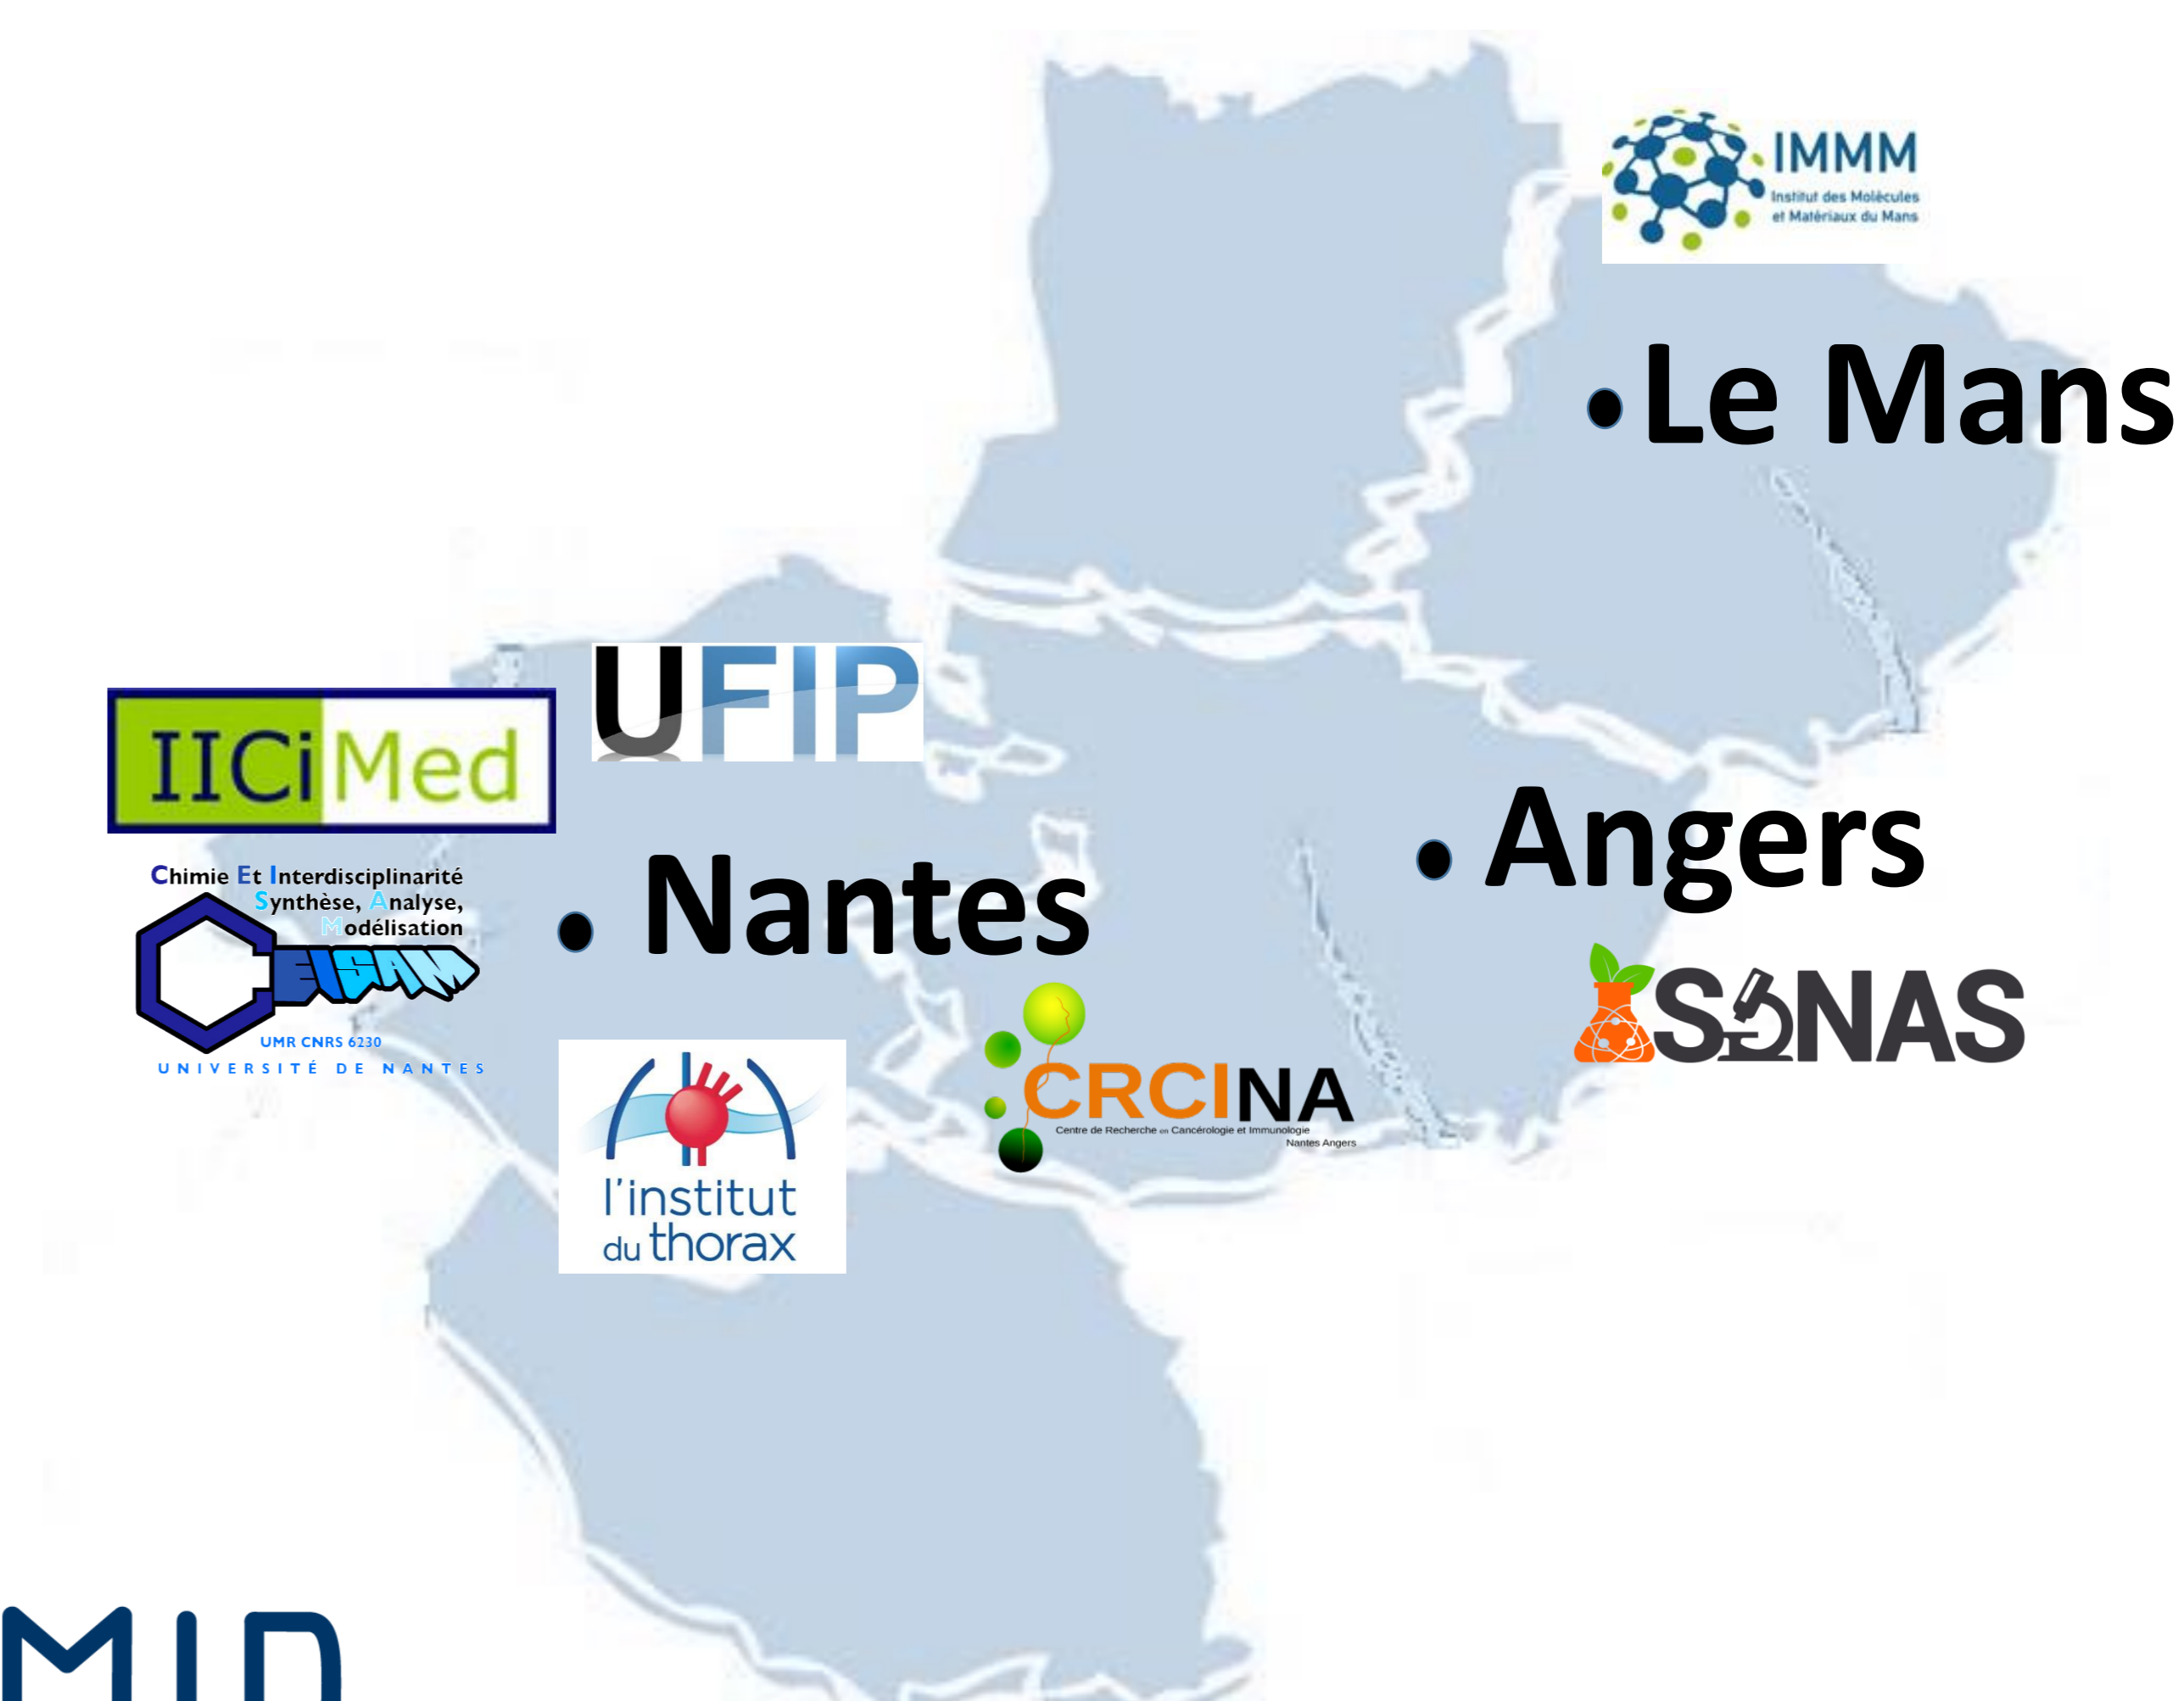 IMMM
Institut des Molécules
et Matériaux du Mans
Le Mans
UFIP
IICiMed
Angers
Chimie Et Interdisciplinarité
Synthèse, Analyse,
Modélisation
CEISAM
UMR CNRS 6230
UNIVERSITÉ DE NANTES
Nantes
SONAS
CRCINA
Centre de Recherche en Cancérologie et Immunologie
Nantes Angers
l'institut
du thorax